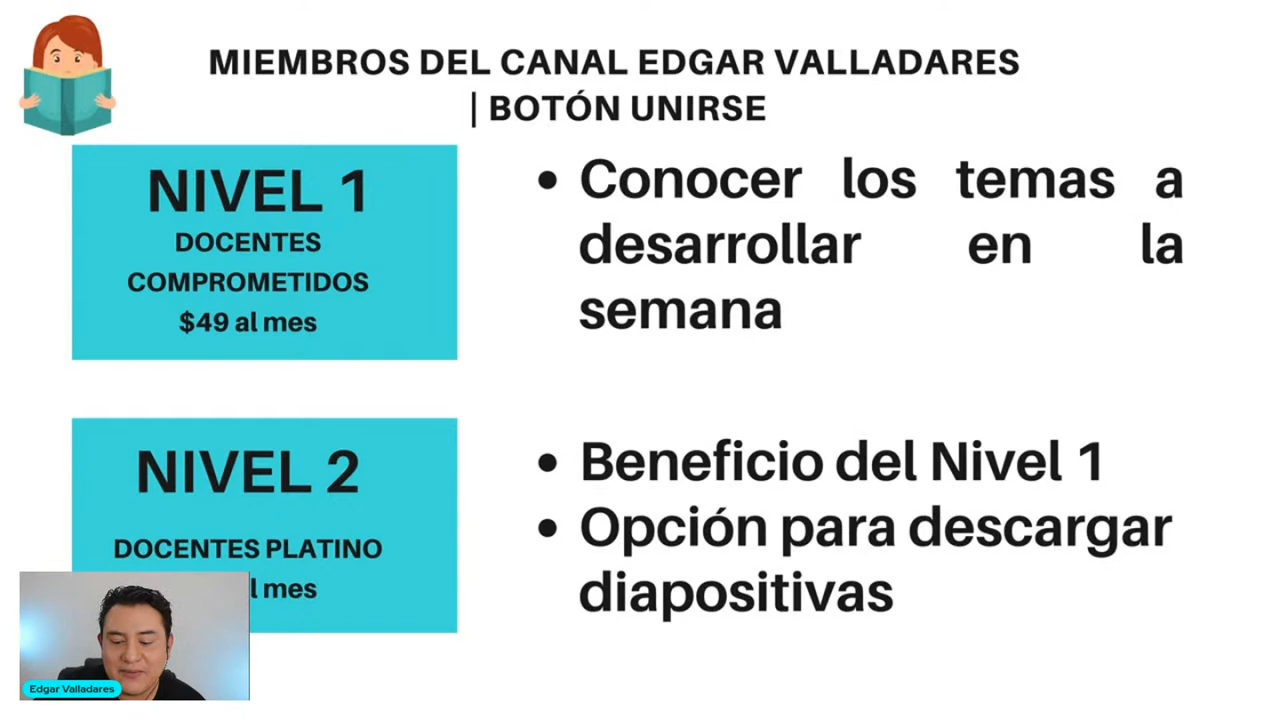 MIEMBROS DEL CANAL EDGAR VALLADARES
| BOTÓN UNIRSE
NIVEL 1
DOCENTES
COMPROMETIDOS
$49 al mes
• Conocer los temas a
desarrollar en la
semana
NIVEL 2
DOCENTES PLATINO
l mes
• Beneficio del Nivel 1
• Opción para descargar
diapositivas
Edgar Valladares